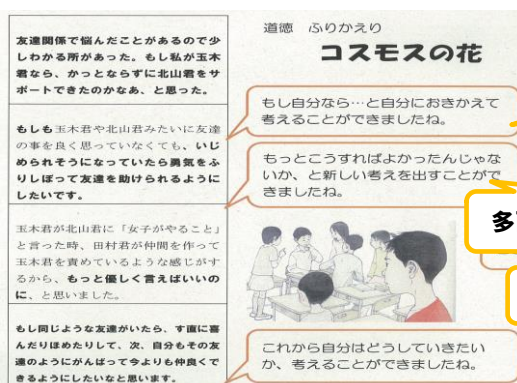 友達関係で悩んだことがあるので少
しわかる所があった。もし私が玉木
君なら、かっとならずに北山君をサ
ポートできたのかなあ、と思った。
もしも玉木君や北山君みたいに友達
の事を良く思っていなくても、いじ
められそうになっていたら勇気をふ
りしぼって友達を助けられるように
したいです。
玉木君が北山君に「女子がやること」
と言った時、田村君が仲間を作って
玉木君を責めているような感じがす
るから、もっと優しく言えばいいの
に、と思いました。
もし同じような友達がいたら、す直に喜
んだりほめたりして、次、自分もその友
達のようにがんばって今よりも仲良くで
きるようにしたいなと思います。
道徳 ふりかえり
コスモスの花
もし自分なら…と自分におきかえて
考えることができましたね。
もっとこうすればよかったんじゃな
いか、と新しい考えを出すことがで
きましたね。
多
これから自分はどうしていきたい
か、考えることができましたね。